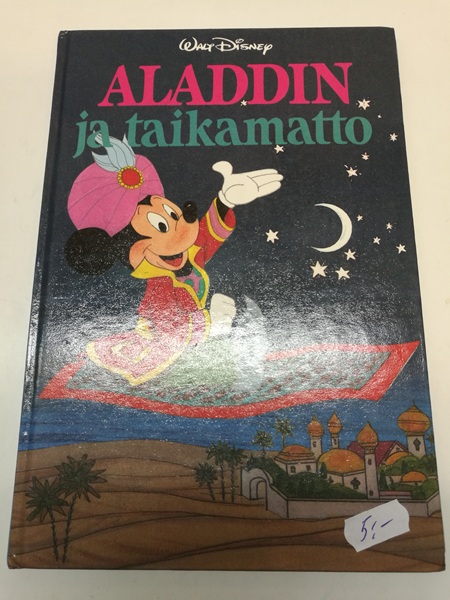 WALT DISNEY
ALADDIN
ja taikamatto
5:-